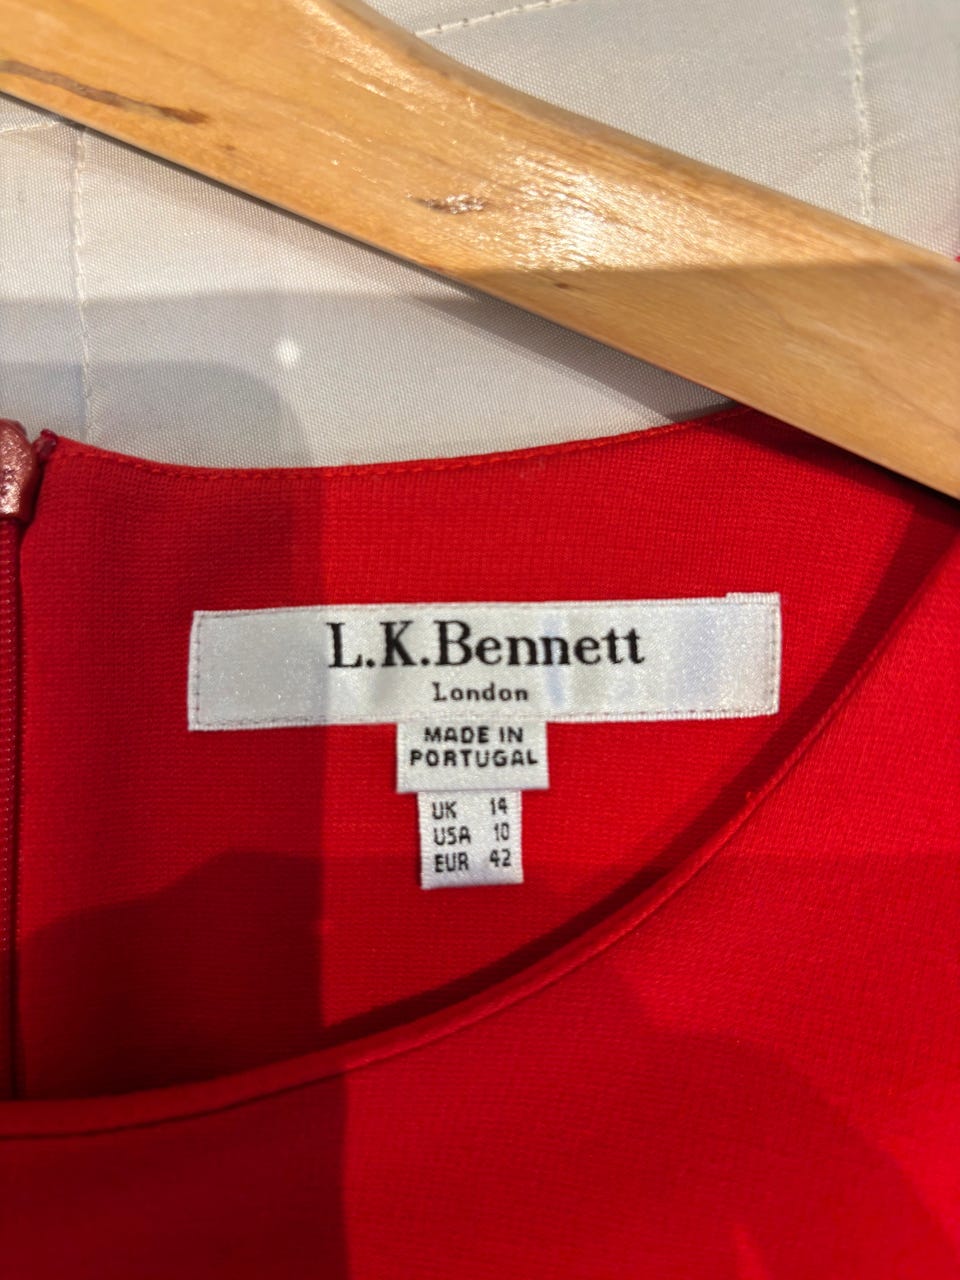 L.K.Bennett
London
MADE IN
PORTUGAL
UK 14
USA 10
EUR 42